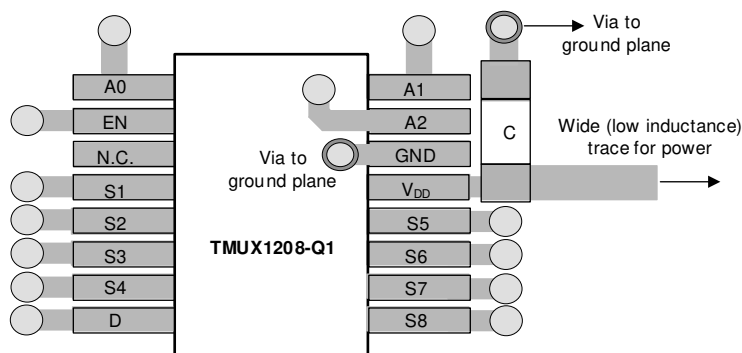 Via to
ground plane
A0
A1
EN
A2
C
Wide (low inductance)
trace for power
N.C.
Via to
ground plane
GND
S1
VDD
S2
S5
S3
TMUX1208-Q1
S6
S4
S7
D
S8